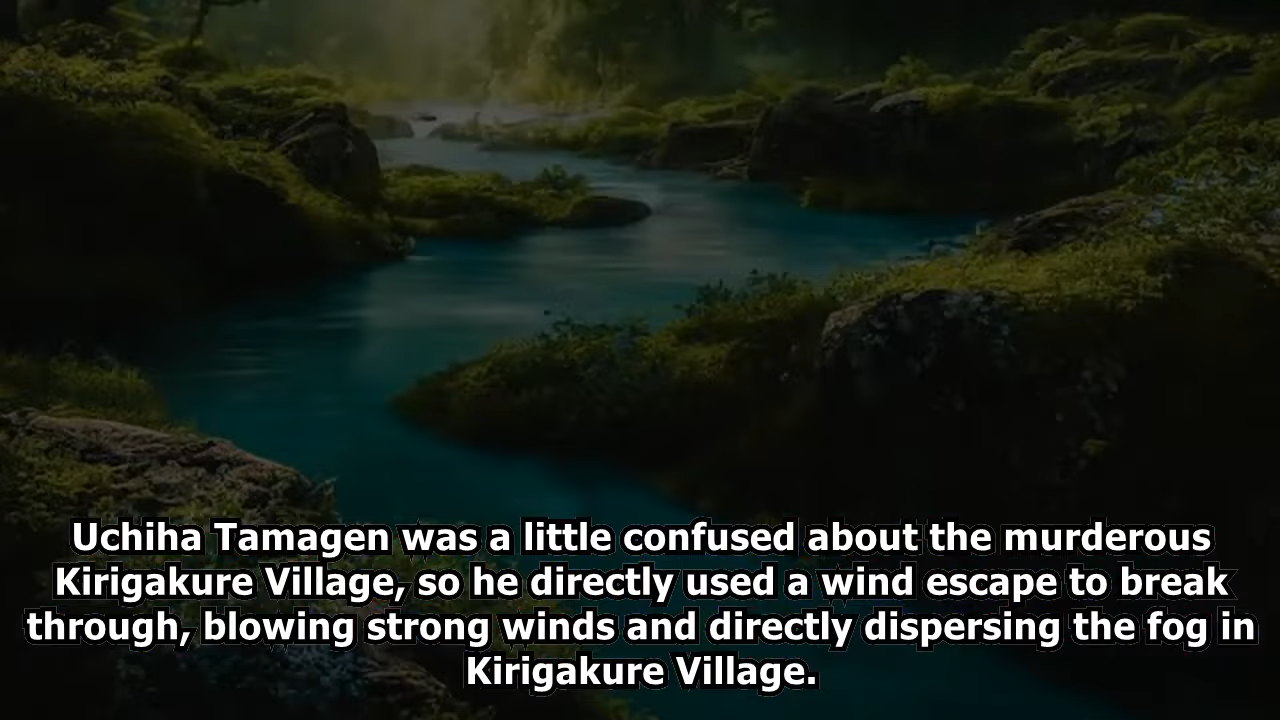 Uchiha Tamagen was a little confused about the murderous
Kirigakure Village, so he directly used a wind escape to break
through, blowing strong winds and directly dispersing the fog in
Kirigakure Village.